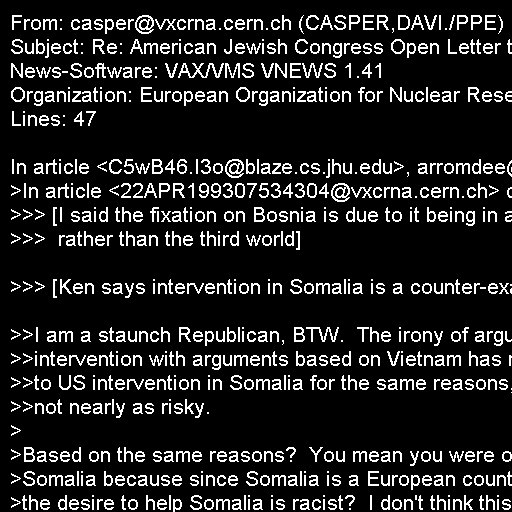 From: casper@vxcrna.cern.ch (CASPER,DAVI./PPE)
Subject: Re: American Jewish Congress Open Letter t
News-Software: VAX/VMS VNEWS 1.41
Organization: European Organization for Nuclear Rese
Lines: 47

In article <C5wB46.I3o@blaze.cs.jhu.edu>, arromdee@
>In article <22APR199307534304@vxcrna.cern.ch> c
>>> [I said the fixation on Bosnia is due to it being in a
>>>  rather than the third world]

>>> [Ken says intervention in Somalia is a counter-exa

>>I am a staunch Republican, BTW.  The irony of argu
>>intervention with arguments based on Vietnam has n
>>to US intervention in Somalia for the same reasons,
>>not nearly as risky.
>
>Based on the same reasons?  You mean you were o
>Somalia because since Somalia is a European count
>the desire to help Somalia is racist?  I don't think this